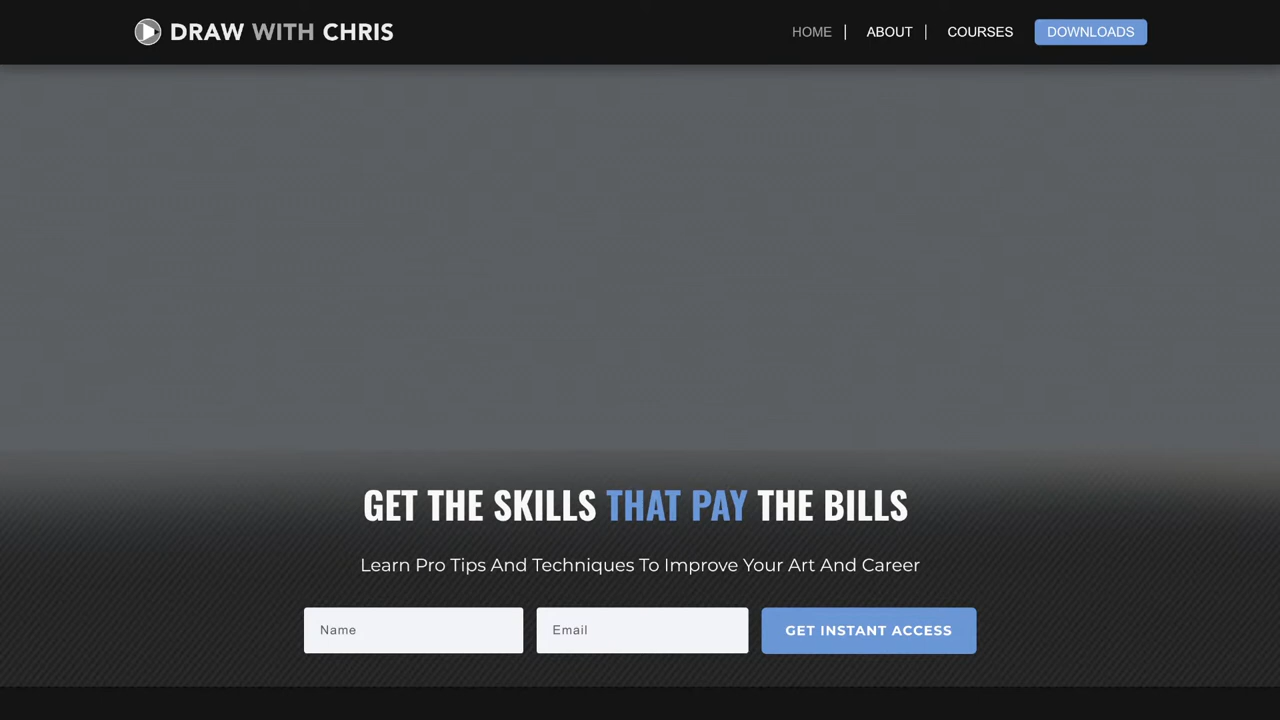 DRAW WITH CHRIS
HOME
ABOUT
COURSES
DOWNLOADS
GET THE SKILLS THAT PAY THE BILLS
Learn Pro Tips And Techniques To Improve Your Art And Career
Name
Email
GET INSTANT ACCESS